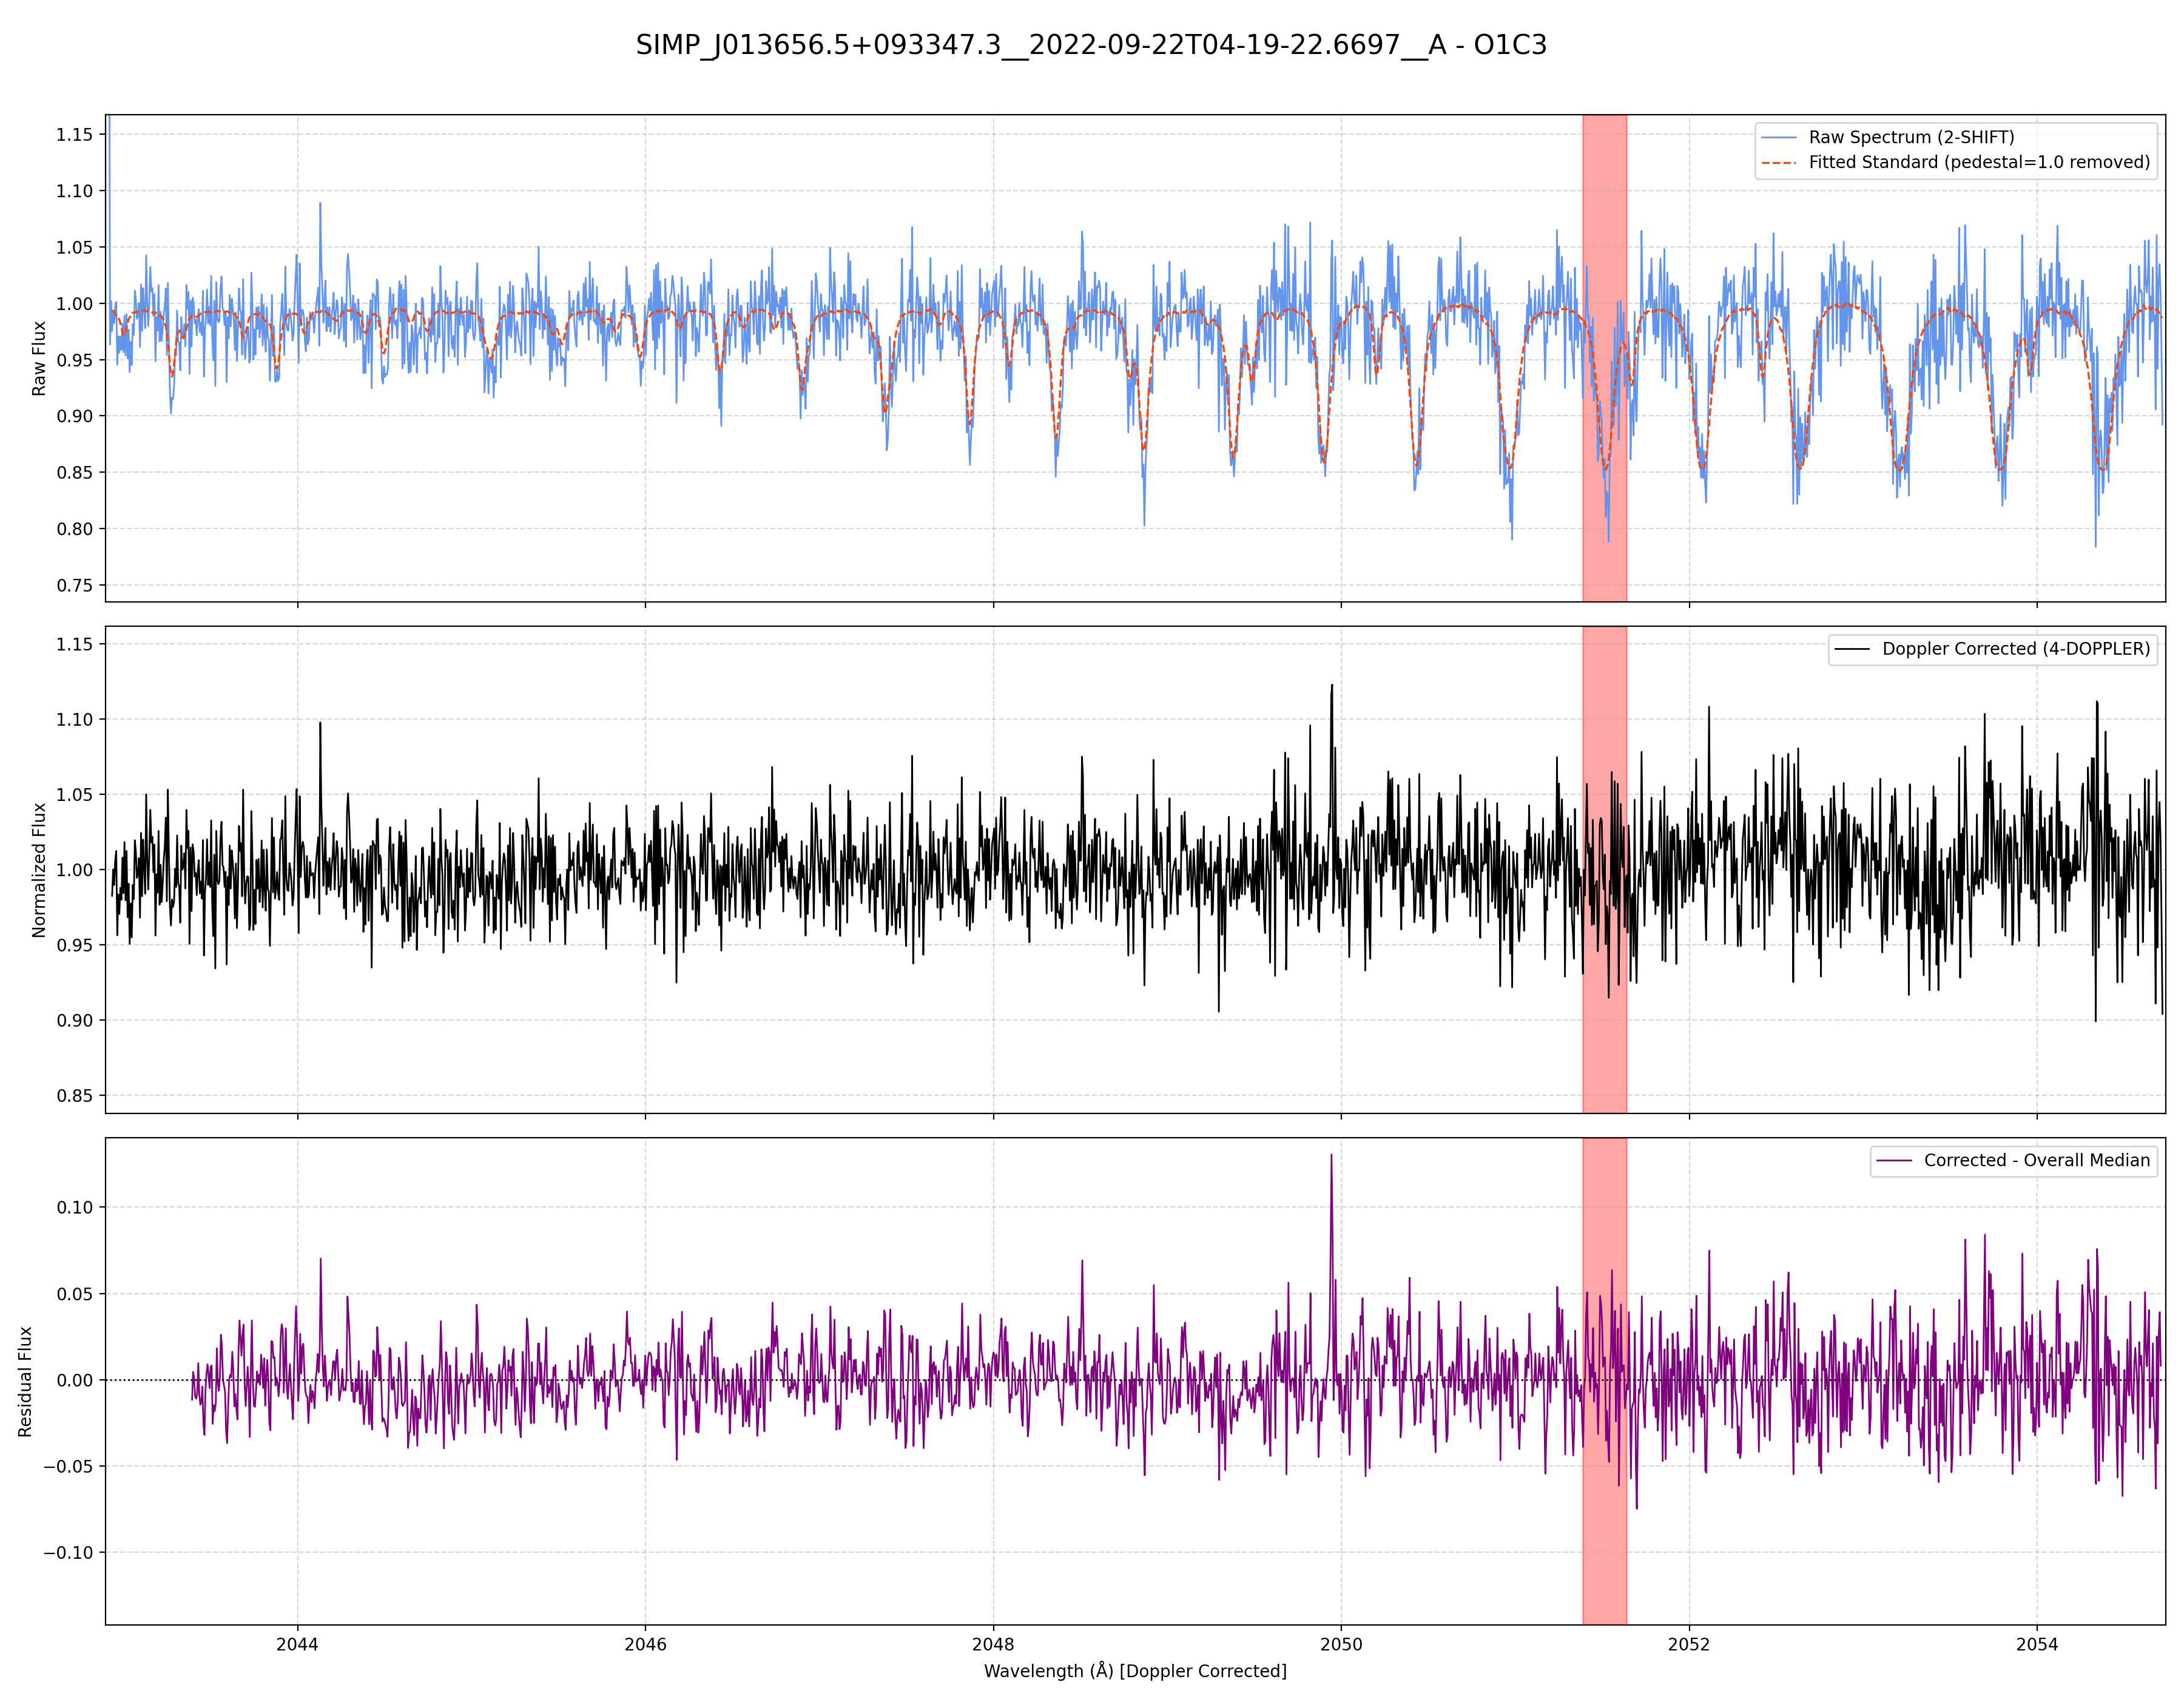 SIMP_J013656.5+093347.3__2022-09-22T04-19-22.6697__A - O1C3
Raw Flux
1.15
1.10
1.05
1.00
0.95
0.90
0.85
0.80
0.75
Raw Spectrum (2-SHIFT)
Fitted Standard (pedestal=1.0 removed)
Normalized Flux
1.15
1.10
1.05
1.00
0.95
0.90
0.85
Doppler Corrected (4-DOPPLER)
Residual Flux
0.10
0.05
0.00
−0.05
−0.10
Corrected - Overall Median
2044 2046 2048 2050 2052 2054
Wavelength (Å) [Doppler Corrected]